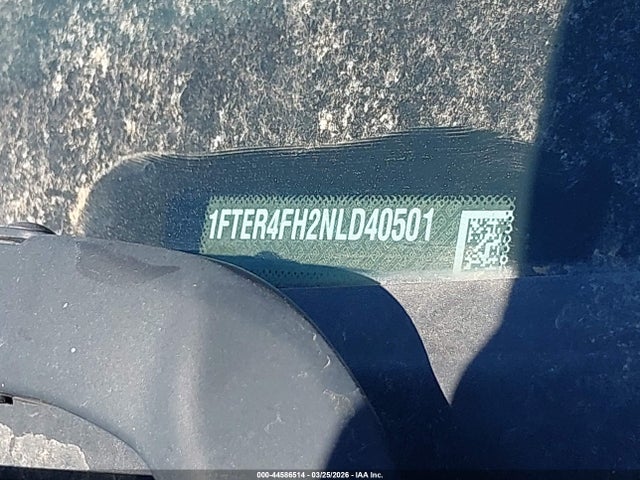 1FTER4FH2NLD40501
000-44586514 - 03/25/2026 - IAA Inc.